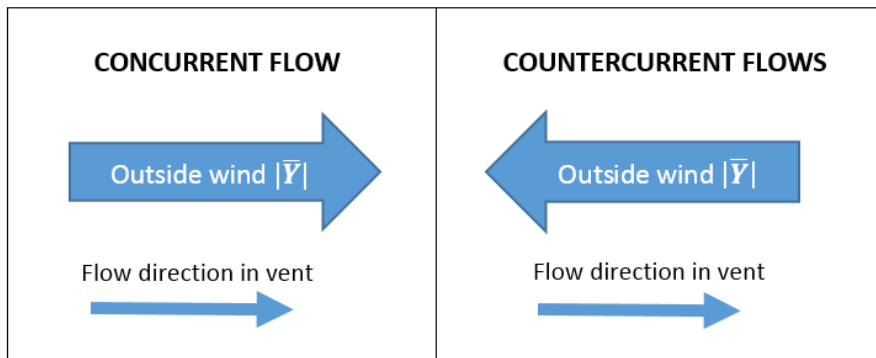 CONCURRENT FLOW
Outside wind |Y̅|
Flow direction in vent
COUNTERCURRENT FLOWS
Outside wind |Y̅|
Flow direction in vent